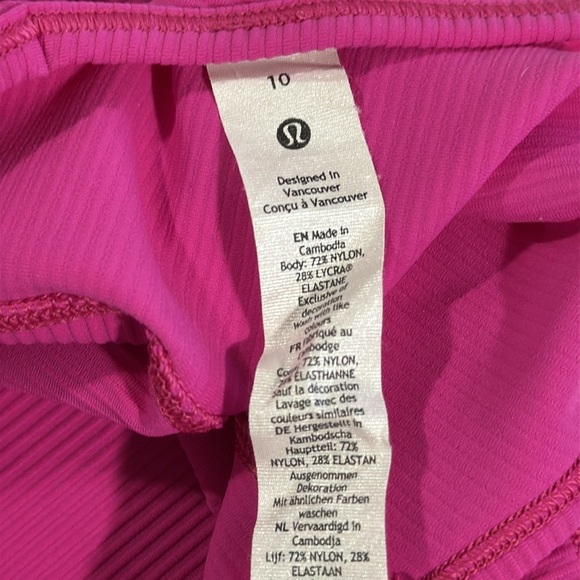 10
Designed in
Vancouver
Conçu à Vancouver
EN Made in
Cambodia
Body: 72% NYLON,
28% LYCRA®
ELASTANE
Exclusive of
decoration
Wash with like
colours
FR au
Cambodge
72% NYLON,
ÉLASTHANNE
sauf la décoration
Lavage avec des
couleurs similaires
DE Hergestellt in
Kambodscha
Hauptteil: 72%
NYLON, 28% ELASTAN
Ausgenommen
Dekoration
Mit ähnlichen Farben
waschen
NL Vervaardigd in
Cambodja
Lijf: 72% NYLON, 28%
ELASTAAN